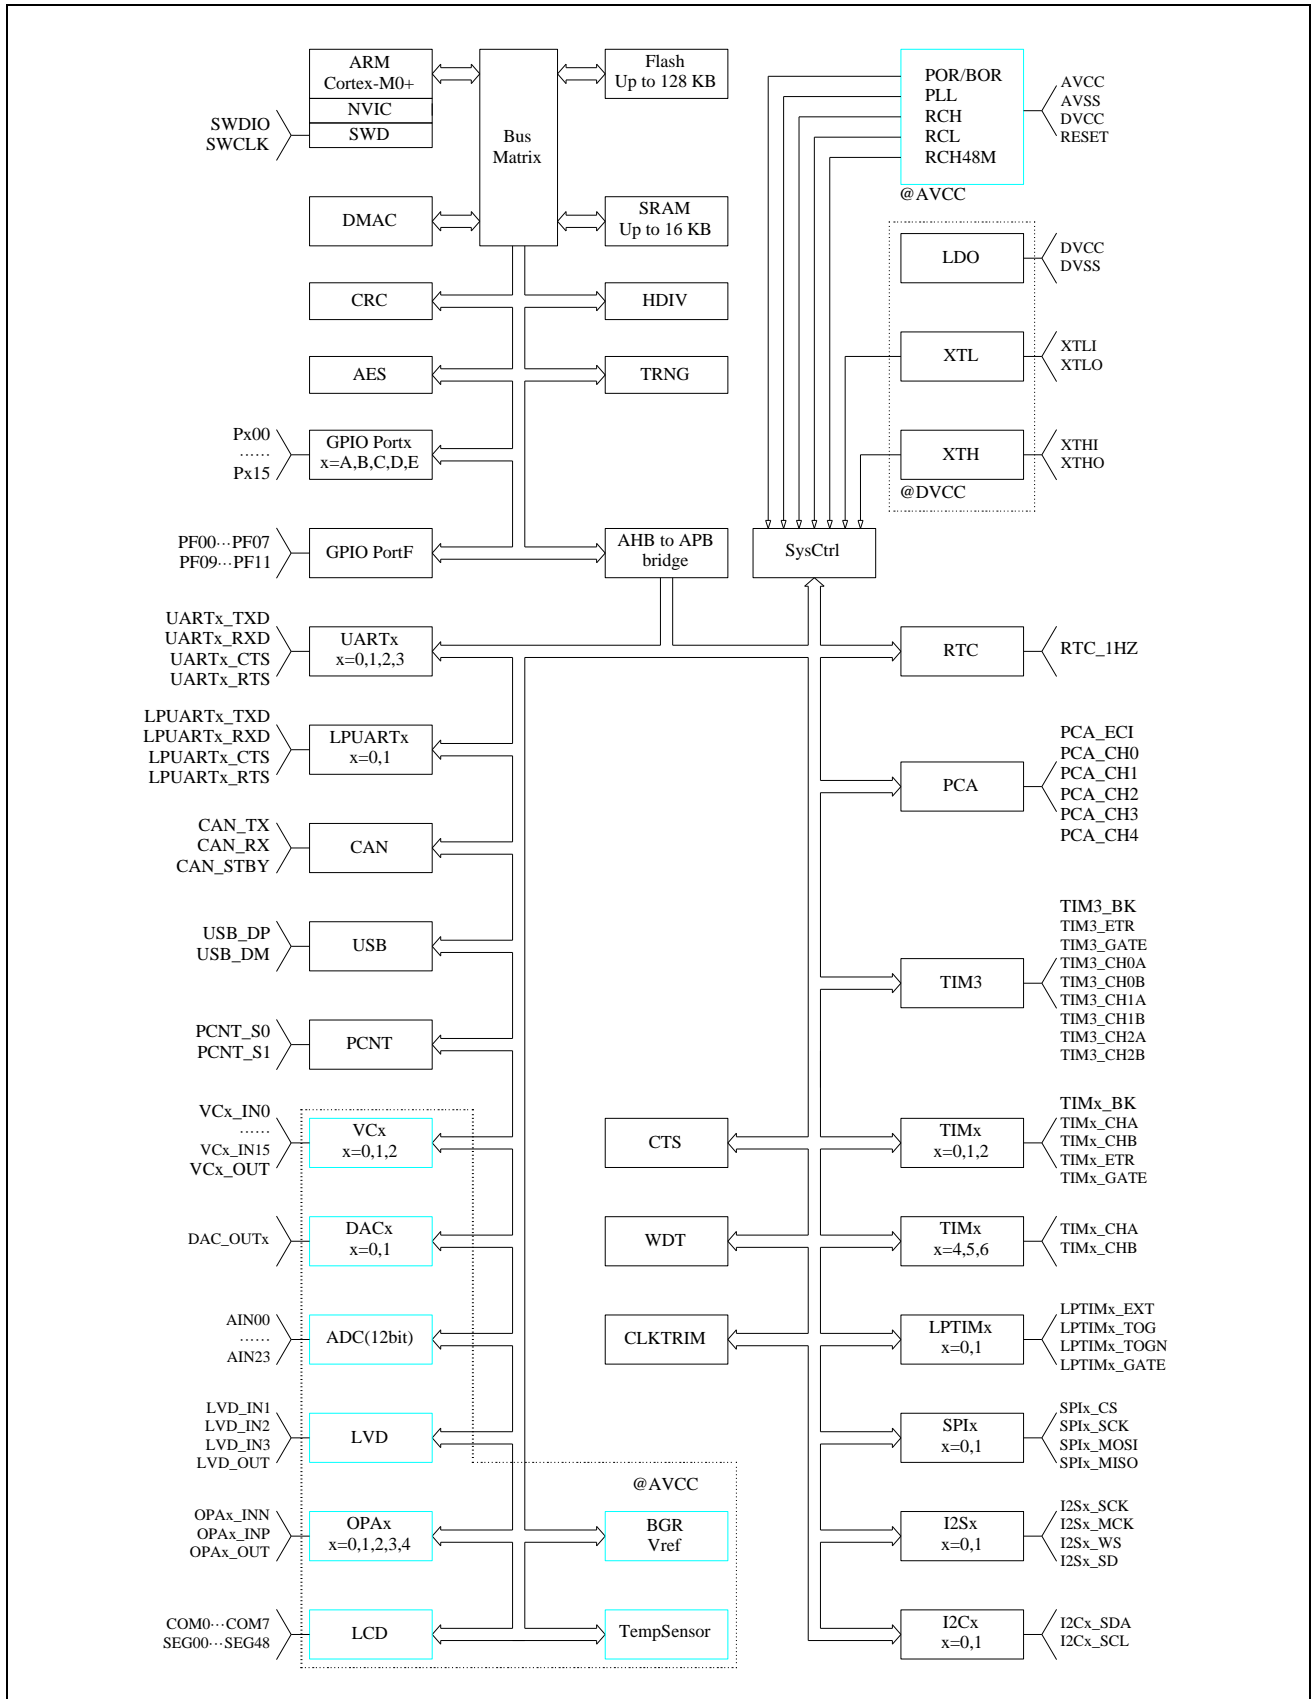 ARM
Cortex-M0+
NVIC
SWD
SWDIO
SWCLK
Bus
Matrix
Flash
Up to 128 KB
DMAC
SRAM
Up to 16 KB
CRC
HDIV
AES
TRNG
Px00
······
Px15
GPIO Portx
x=A,B,C,D,E
PF00···PF07
PF09···PF11
GPIO PortF
AHB to APB
bridge
POR/BOR
PLL
RCH
RCL
RCH48M
@AVCC
AVCC
AVSS
DVCC
RESET
LDO
DVCC
DVSS
XTL
XTLI
XTLO
XTH
XTHI
XTHO
@DVCC
SysCtrl
UARTx_TXD
UARTx_RXD
UARTx_CTS
UARTx_RTS
UARTx
x=0,1,2,3
RTC
RTC_1HZ
LPUARTx_TXD
LPUARTx_RXD
LPUARTx_CTS
LPUARTx_RTS
LPUARTx
x=0,1
PCA
PCA_ECI
PCA_CH0
PCA_CH1
PCA_CH2
PCA_CH3
PCA_CH4
CAN_TX
CAN_RX
CAN_STBY
CAN
USB_DP
USB_DM
USB
TIM3
TIM3_BK
TIM3_ETR
TIM3_GATE
TIM3_CH0A
TIM3_CH0B
TIM3_CH1A
TIM3_CH1B
TIM3_CH2A
TIM3_CH2B
PCNT_S0
PCNT_S1
PCNT
VCx_IN0
······
VCx_IN15
VCx_OUT
VCx
x=0,1,2
CTS
TIMx
x=0,1,2
TIMx_BK
TIMx_CHA
TIMx_CHB
TIMx_ETR
TIMx_GATE
DAC_OUTx
DACx
x=0,1
WDT
TIMx
x=4,5,6
TIMx_CHA
TIMx_CHB
AIN00
······
AIN23
ADC(12bit)
CLKTRIM
LPTIMx
x=0,1
LPTIMx_EXT
LPTIMx_TOG
LPTIMx_TOGN
LPTIMx_GATE
LVD_IN1
LVD_IN2
LVD_IN3
LVD_OUT
LVD
SPIx
x=0,1
SPIx_CS
SPIx_SCK
SPIx_MOSI
SPIx_MISO
@AVCC
OPAx_INN
OPAx_INP
OPAx_OUT
OPAx
x=0,1,2,3,4
BGR
Vref
I2Sx
x=0,1
I2Sx_SCK
I2Sx_MCK
I2Sx_WS
I2Sx_SD
COM0···COM7
SEG00···SEG48
LCD
TempSensor
I2Cx
x=0,1
I2Cx_SDA
I2Cx_SCL